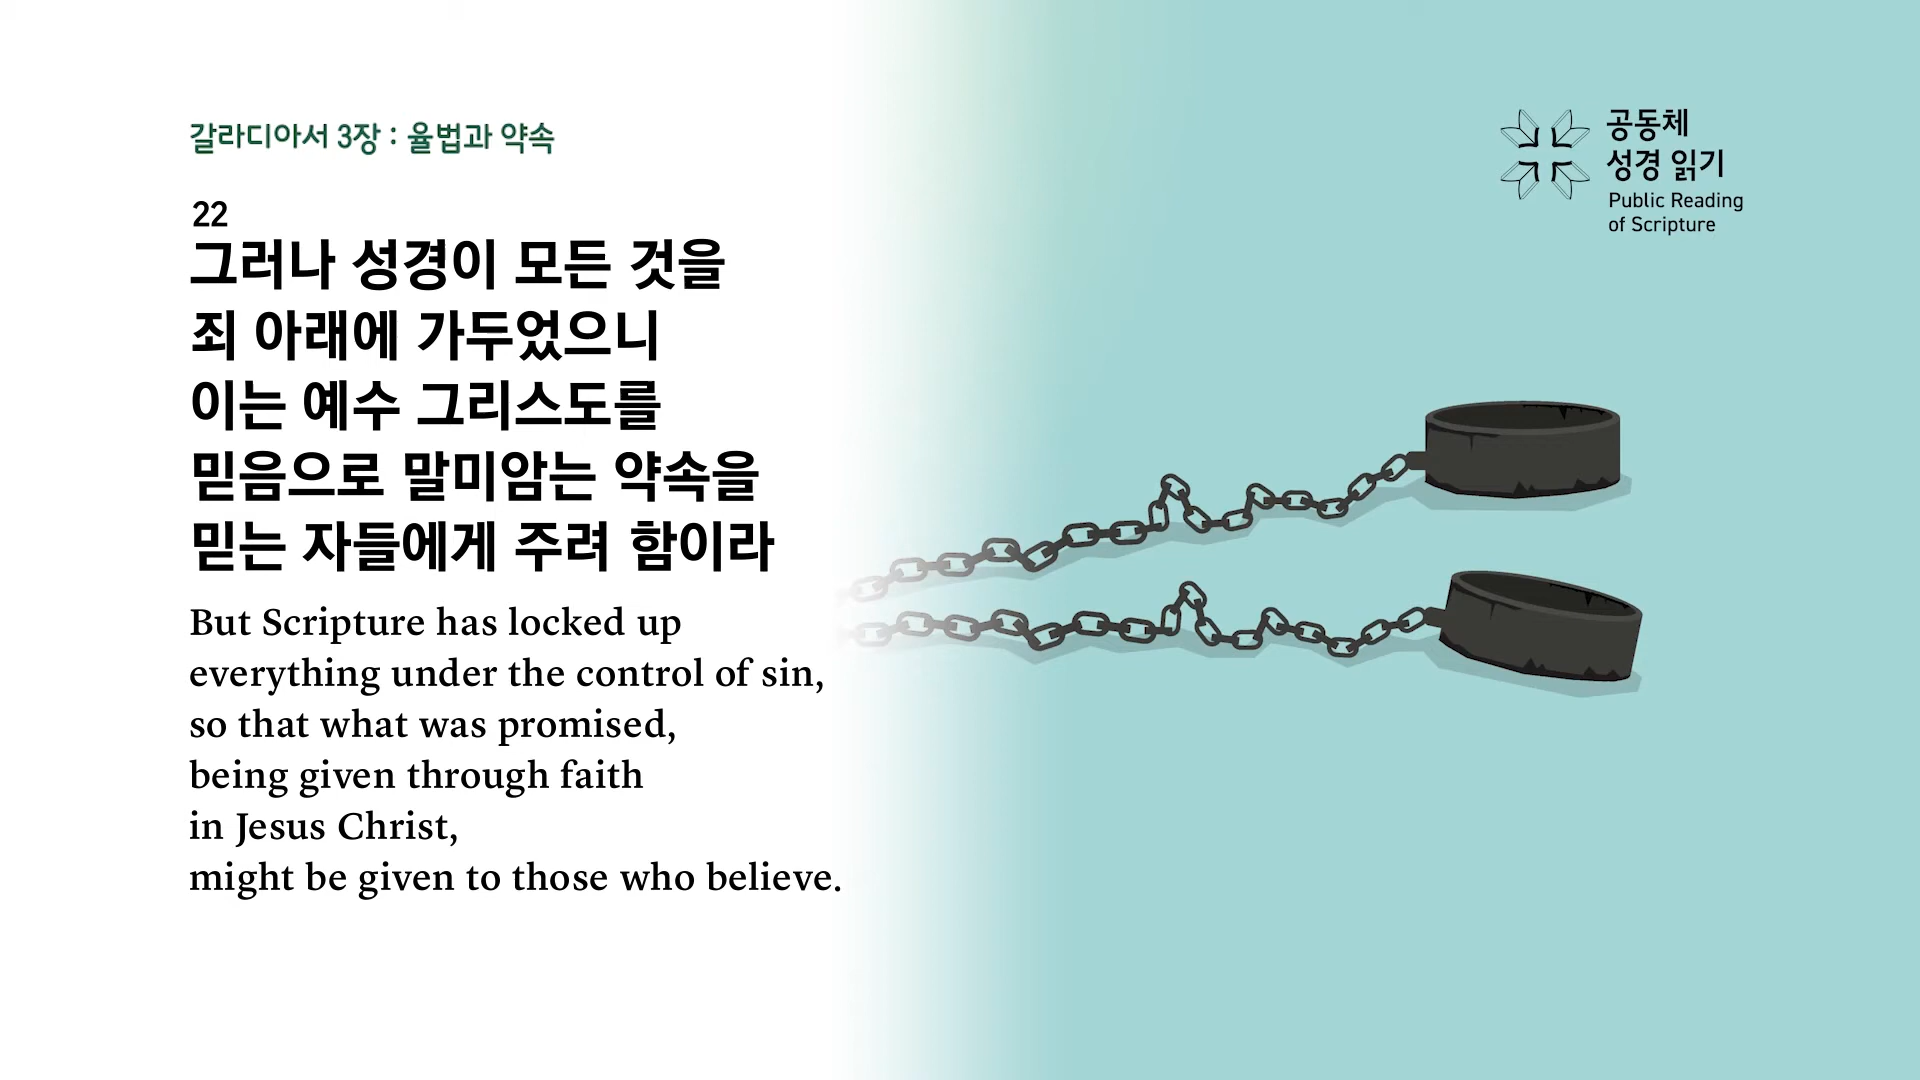 갈라디아서 3장 : 율법과 약속
22
그러나 성경이 모든 것을
죄 아래에 가두었으니
이는 예수 그리스도를
믿음으로 말미암는 약속을
믿는 자들에게 주려 함이라
But Scripture has locked up
everything under the control of sin,
so that what was promised,
being given through faith
in Jesus Christ,
might be given to those who believe.
공동체
성경 읽기
Public Reading
of Scripture